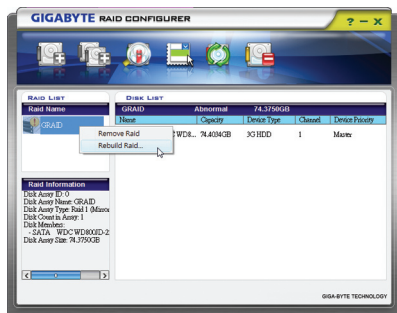 GIGABYTE RAID CONFIGURER
? – X
RAID LIST
Raid Name
GRAID
DISK LIST
GRAID Abnormal 74.3750GB
Name Capacity Device Type Channel Device Priority
WD8... 74.4094GB 3G HDD 1 Master
Remove Raid
Rebuild Raid...
Raid Information
Disk Array ID: 0
Disk Array Name: GRAID
Disk Array Type: Raid 1 (Mirror
Disk Count in Array: 1
Disk Members:
- SATA WDC WD800JD-2
Disk Array Size: 74.3750GB
GIGA-BYTE TECHNOLOGY